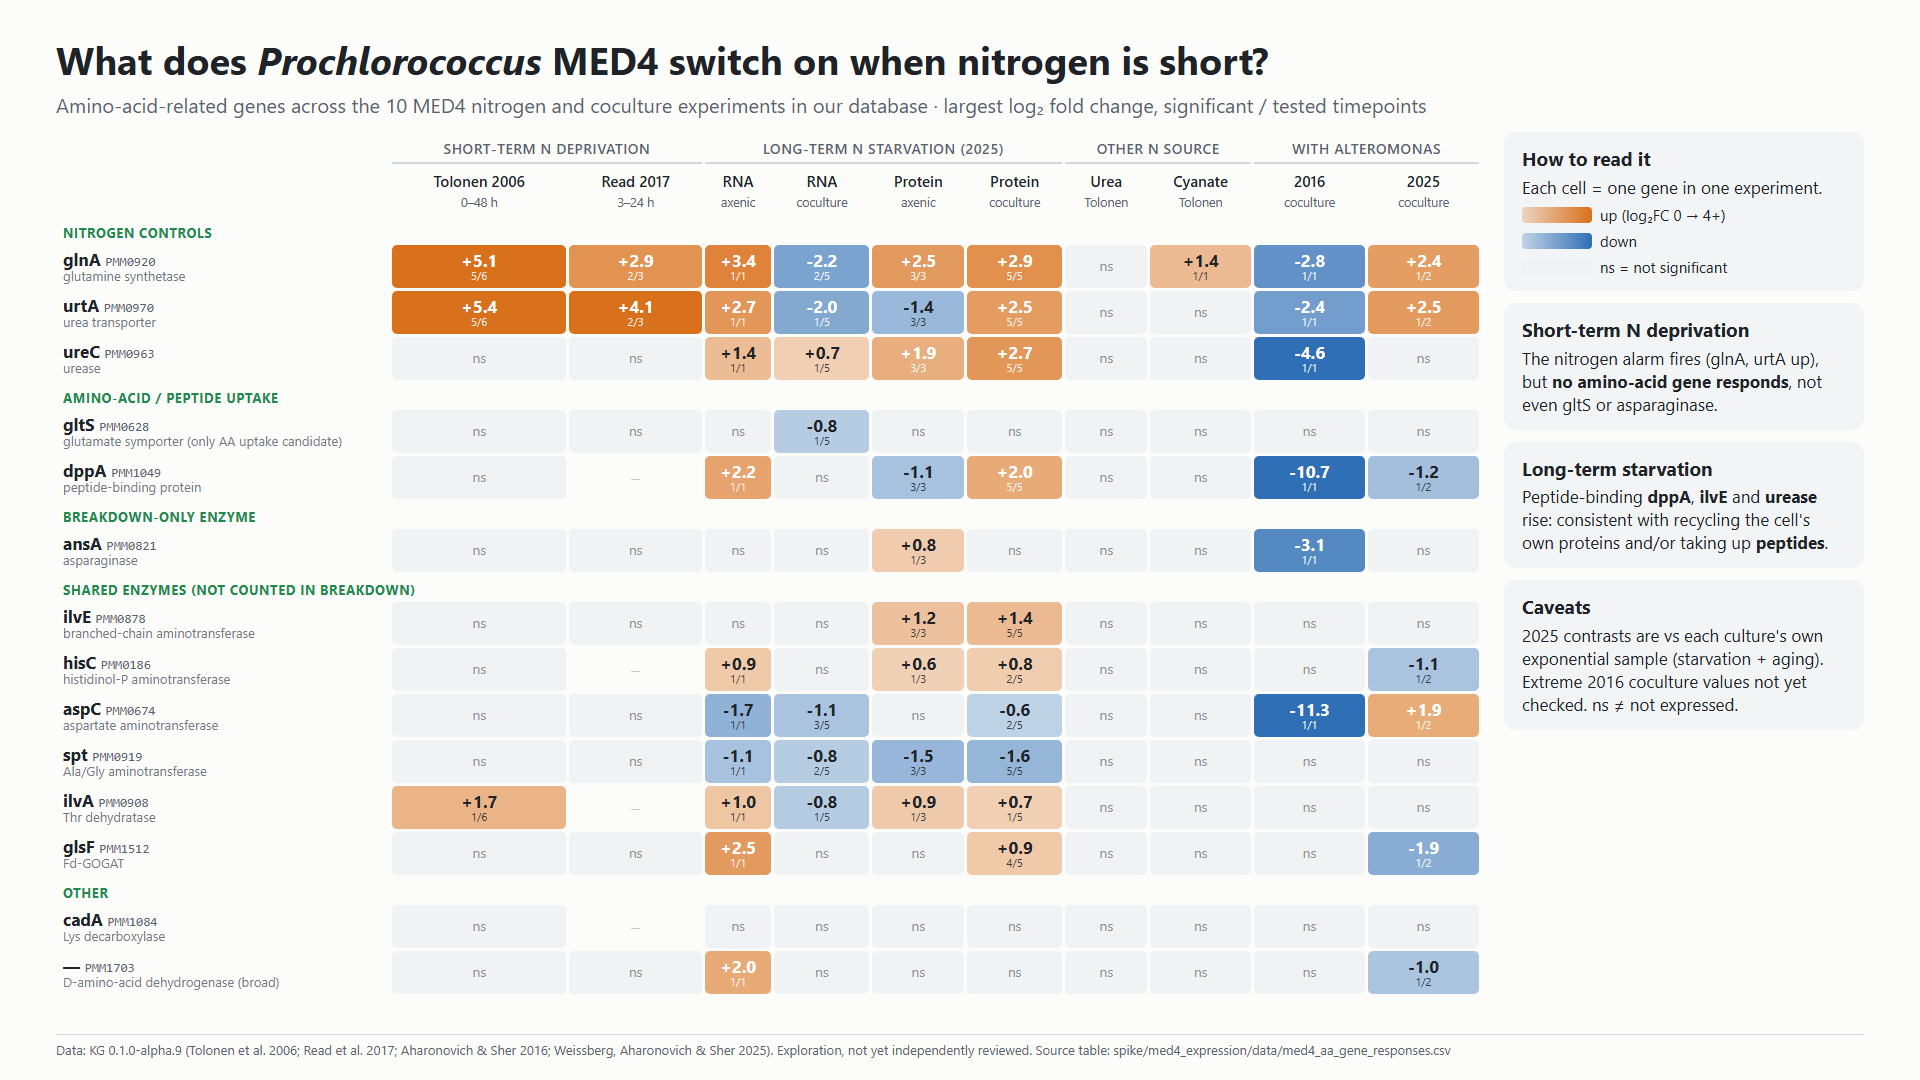 What does Prochlorococcus MED4 switch on when nitrogen is short?
Amino-acid-related genes across the 10 MED4 nitrogen and coculture experiments in our database · largest log₂ fold change, significant / tested timepoints
SHORT-TERM N DEPRIVATION LONG-TERM N STARVATION (2025) OTHER N SOURCE WITH ALTEROMONAS
Tolonen 2006 Read 2017 RNA RNA Protein Protein Urea Cyanate 2016 2025
0–48 h 3–24 h axenic coculture axenic coculture Tolonen Tolonen coculture coculture
NITROGEN CONTROLS
glnA PMM0920 +5.1 +2.9 +3.4 -2.2 +2.5 +2.9 ns +1.4 -2.8 +2.4
glutamine synthetase 5/6 2/3 1/1 2/5 3/3 5/5 1/1 1/1 1/2
urtA PMM0970 +5.4 +4.1 +2.7 -2.0 -1.4 +2.5 ns ns -2.4 +2.5
urea transporter 5/6 2/3 1/1 1/5 3/3 5/5 1/1 1/2
ureC PMM0963 ns ns +1.4 +0.7 +1.9 +2.7 ns ns -4.6 ns
urease 1/1 1/5 3/3 5/5 1/1
AMINO-ACID / PEPTIDE UPTAKE
gltS PMM0628 ns ns ns -0.8 ns ns ns ns ns ns
glutamate symporter (only AA uptake candidate) 1/5
dppA PMM1049 ns – +2.2 ns -1.1 +2.0 ns ns -10.7 -1.2
peptide-binding protein 1/1 3/3 5/5 1/1 1/2
BREAKDOWN-ONLY ENZYME
ansA PMM0821 ns ns ns ns +0.8 ns ns ns -3.1 ns
asparaginase 1/3 1/1
SHARED ENZYMES (NOT COUNTED IN BREAKDOWN)
ilvE PMM0878 ns ns ns ns +1.2 +1.4 ns ns ns ns
branched-chain aminotransferase 3/3 5/5
hisC PMM0186 ns – +0.9 ns +0.6 +0.8 ns ns ns -1.1
histidinol-P aminotransferase 1/1 1/3 2/5 1/2
aspC PMM0674 ns ns -1.7 -1.1 ns -0.6 ns ns -11.3 +1.9
aspartate aminotransferase 1/1 3/5 2/5 1/1 1/2
spt PMM0919 ns ns -1.1 -0.8 -1.5 -1.6 ns ns ns ns
Ala/Gly aminotransferase 1/1 2/5 3/3 5/5
ilvA PMM0908 +1.7 – +1.0 -0.8 +0.9 +0.7 ns ns ns ns
Thr dehydratase 1/6 1/1 1/5 1/3 1/5
glsF PMM1512 ns ns +2.5 ns ns +0.9 ns ns ns -1.9
Fd-GOGAT 1/1 4/5 1/2
OTHER
cadA PMM1084 ns – ns ns ns ns ns ns ns ns
Lys decarboxylase
— PMM1703 ns ns +2.0 ns ns ns ns ns ns -1.0
D-amino-acid dehydrogenase (broad) 1/1 1/2
How to read it
Each cell = one gene in one experiment.
up (log₂FC 0 → 4+)
down
ns = not significant
Short-term N deprivation
The nitrogen alarm fires (glnA, urtA up),
but no amino-acid gene responds, not
even gltS or asparaginase.
Long-term starvation
Peptide-binding dppA, ilvE and urease
rise: consistent with recycling the cell's
own proteins and/or taking up peptides.
Caveats
2025 contrasts are vs each culture's own
exponential sample (starvation + aging).
Extreme 2016 coculture values not yet
checked. ns ≠ not expressed.
Data: KG 0.1.0-alpha.9 (Tolonen et al. 2006; Read et al. 2017; Aharonovich & Sher 2016; Weissberg, Aharonovich & Sher 2025). Exploration, not yet independently reviewed. Source table: spike/med4_expression/data/med4_aa_gene_responses.csv